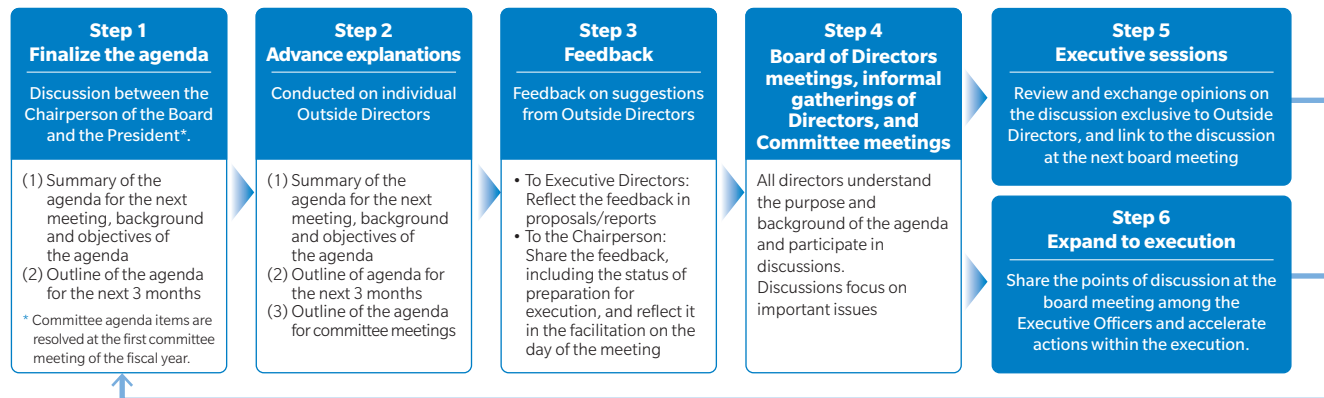 Step 1
Finalize the agenda
Discussion between the
Chairperson of the Board
and the President*.
(1) Summary of the
agenda for the next
meeting, background
and objectives of
the agenda
(2) Outline of the agenda
for the next 3 months
* Committee agenda items are
resolved at the first committee
meeting of the fiscal year.
Step 2
Advance explanations
Conducted on individual
Outside Directors
(1) Summary of the
agenda for the next
meeting, background
and objectives of
the agenda
(2) Outline of agenda for
the next 3 months
(3) Outline of the agenda
for committee meetings
Step 3
Feedback
Feedback on suggestions
from Outside Directors
• To Executive Directors:
Reflect the feedback in
proposals/reports
• To the Chairperson:
Share the feedback,
including the status of
preparation for
execution, and reflect it
in the facilitation on the
day of the meeting
Step 4
Board of Directors
meetings, informal
gatherings of
Directors, and
Committee meetings
All directors understand
the purpose and
background of the agenda
and participate in
discussions.
Discussions focus on
important issues
Step 5
Executive sessions
Review and exchange opinions on
the discussion exclusive to Outside
Directors, and link to the discussion
at the next board meeting
Step 6
Expand to execution
Share the points of discussion at the
board meeting among the
Executive Officers and accelerate
actions within the execution.